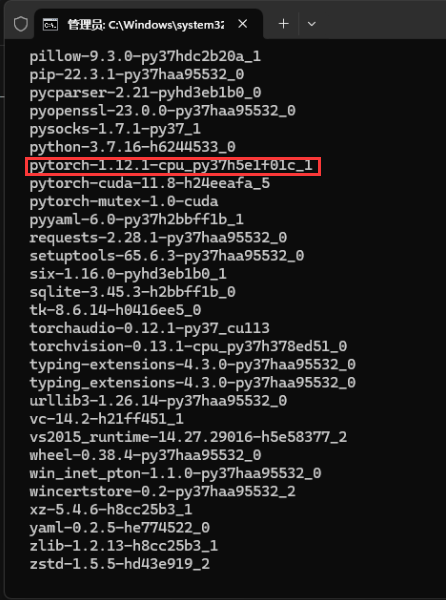 管理员: C:\Windows\system32
pillow-9.3.0-py37hdc2b20a_1
pip-22.3.1-py37haa95532_0
pycparser-2.21-pyhd3eb1b0_0
pyopenssl-23.0.0-py37haa95532_0
pysocks-1.7.1-py37_1
python-3.7.16-h6244533_0
pytorch-1.12.1-cpu_py37h5e1f01c_1
pytorch-cuda-11.8-h24eeafa_5
pytorch-mutex-1.0-cuda
pyyaml-6.0-py37h2bbff1b_1
requests-2.28.1-py37haa95532_0
setuptools-65.6.3-py37haa95532_0
six-1.16.0-pyhd3eb1b0_1
sqlite-3.45.3-h2bbff1b_0
tk-8.6.14-h0416ee5_0
torchaudio-0.12.1-py37_cu113
torchvision-0.13.1-cpu_py37h378ed51_0
typing-extensions-4.3.0-py37haa95532_0
typing_extensions-4.3.0-py37haa95532_0
urllib3-1.26.14-py37haa95532_0
vc-14.2-h21ff451_1
vs2015_runtime-14.27.29016-h5e58377_2
wheel-0.38.4-py37haa95532_0
win_inet_pton-1.1.0-py37haa95532_0
wincertstore-0.2-py37haa95532_2
xz-5.4.6-h8cc25b3_1
yaml-0.2.5-he774522_0
zlib-1.2.13-h8cc25b3_1
zstd-1.5.5-hd43e919_2